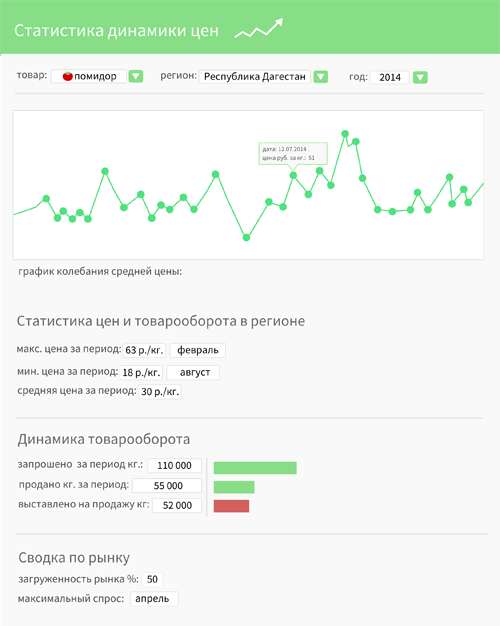 Статистика динамики цен
товар: помидор регион: Республика Дагестан год: 2014
дата: 12.07.2014
цена руб. за кг.: 51
график колебания средней цены:
Статистика цен и товарооборота в регионе
макс. цена за период: 63 р./кг. февраль
мин. цена за период: 18 р./кг. август
средняя цена за период: 30 р./кг.
Динамика товарооборота
запрошено за период кг.: 110 000
продано кг. за период: 55 000
выставлено на продажу кг: 52 000
Сводка по рынку
загруженность рынка %: 50
максимальный спрос: апрель